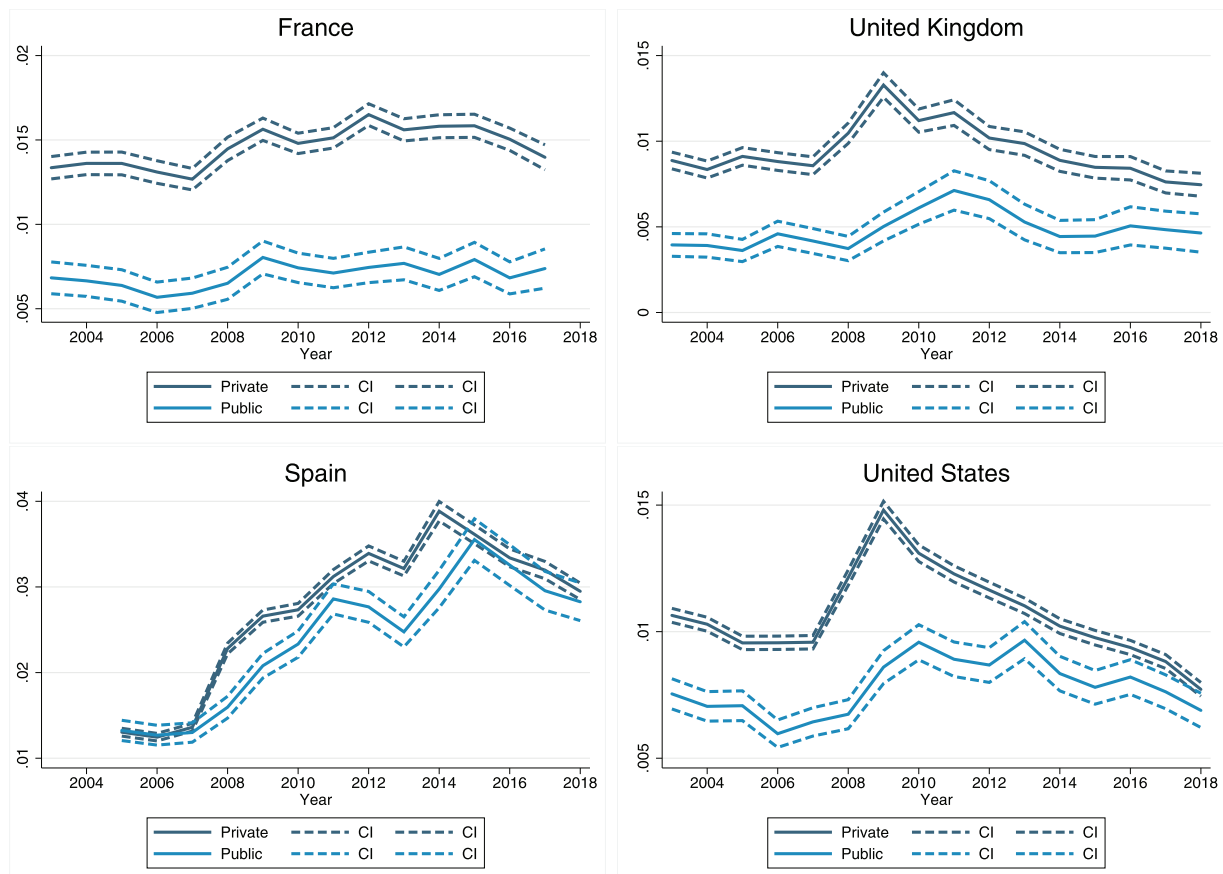 France
.02
.015
.01
.005
2004 2006 2008 2010 2012 2014 2016 2018
Year
Private CI CI
Public CI CI
United Kingdom
.015
.01
.005
0
2004 2006 2008 2010 2012 2014 2016 2018
Year
Private CI CI
Public CI CI
Spain
.04
.03
.02
.01
2004 2006 2008 2010 2012 2014 2016 2018
Year
Private CI CI
Public CI CI
United States
.015
.01
.005
2004 2006 2008 2010 2012 2014 2016 2018
Year
Private CI CI
Public CI CI